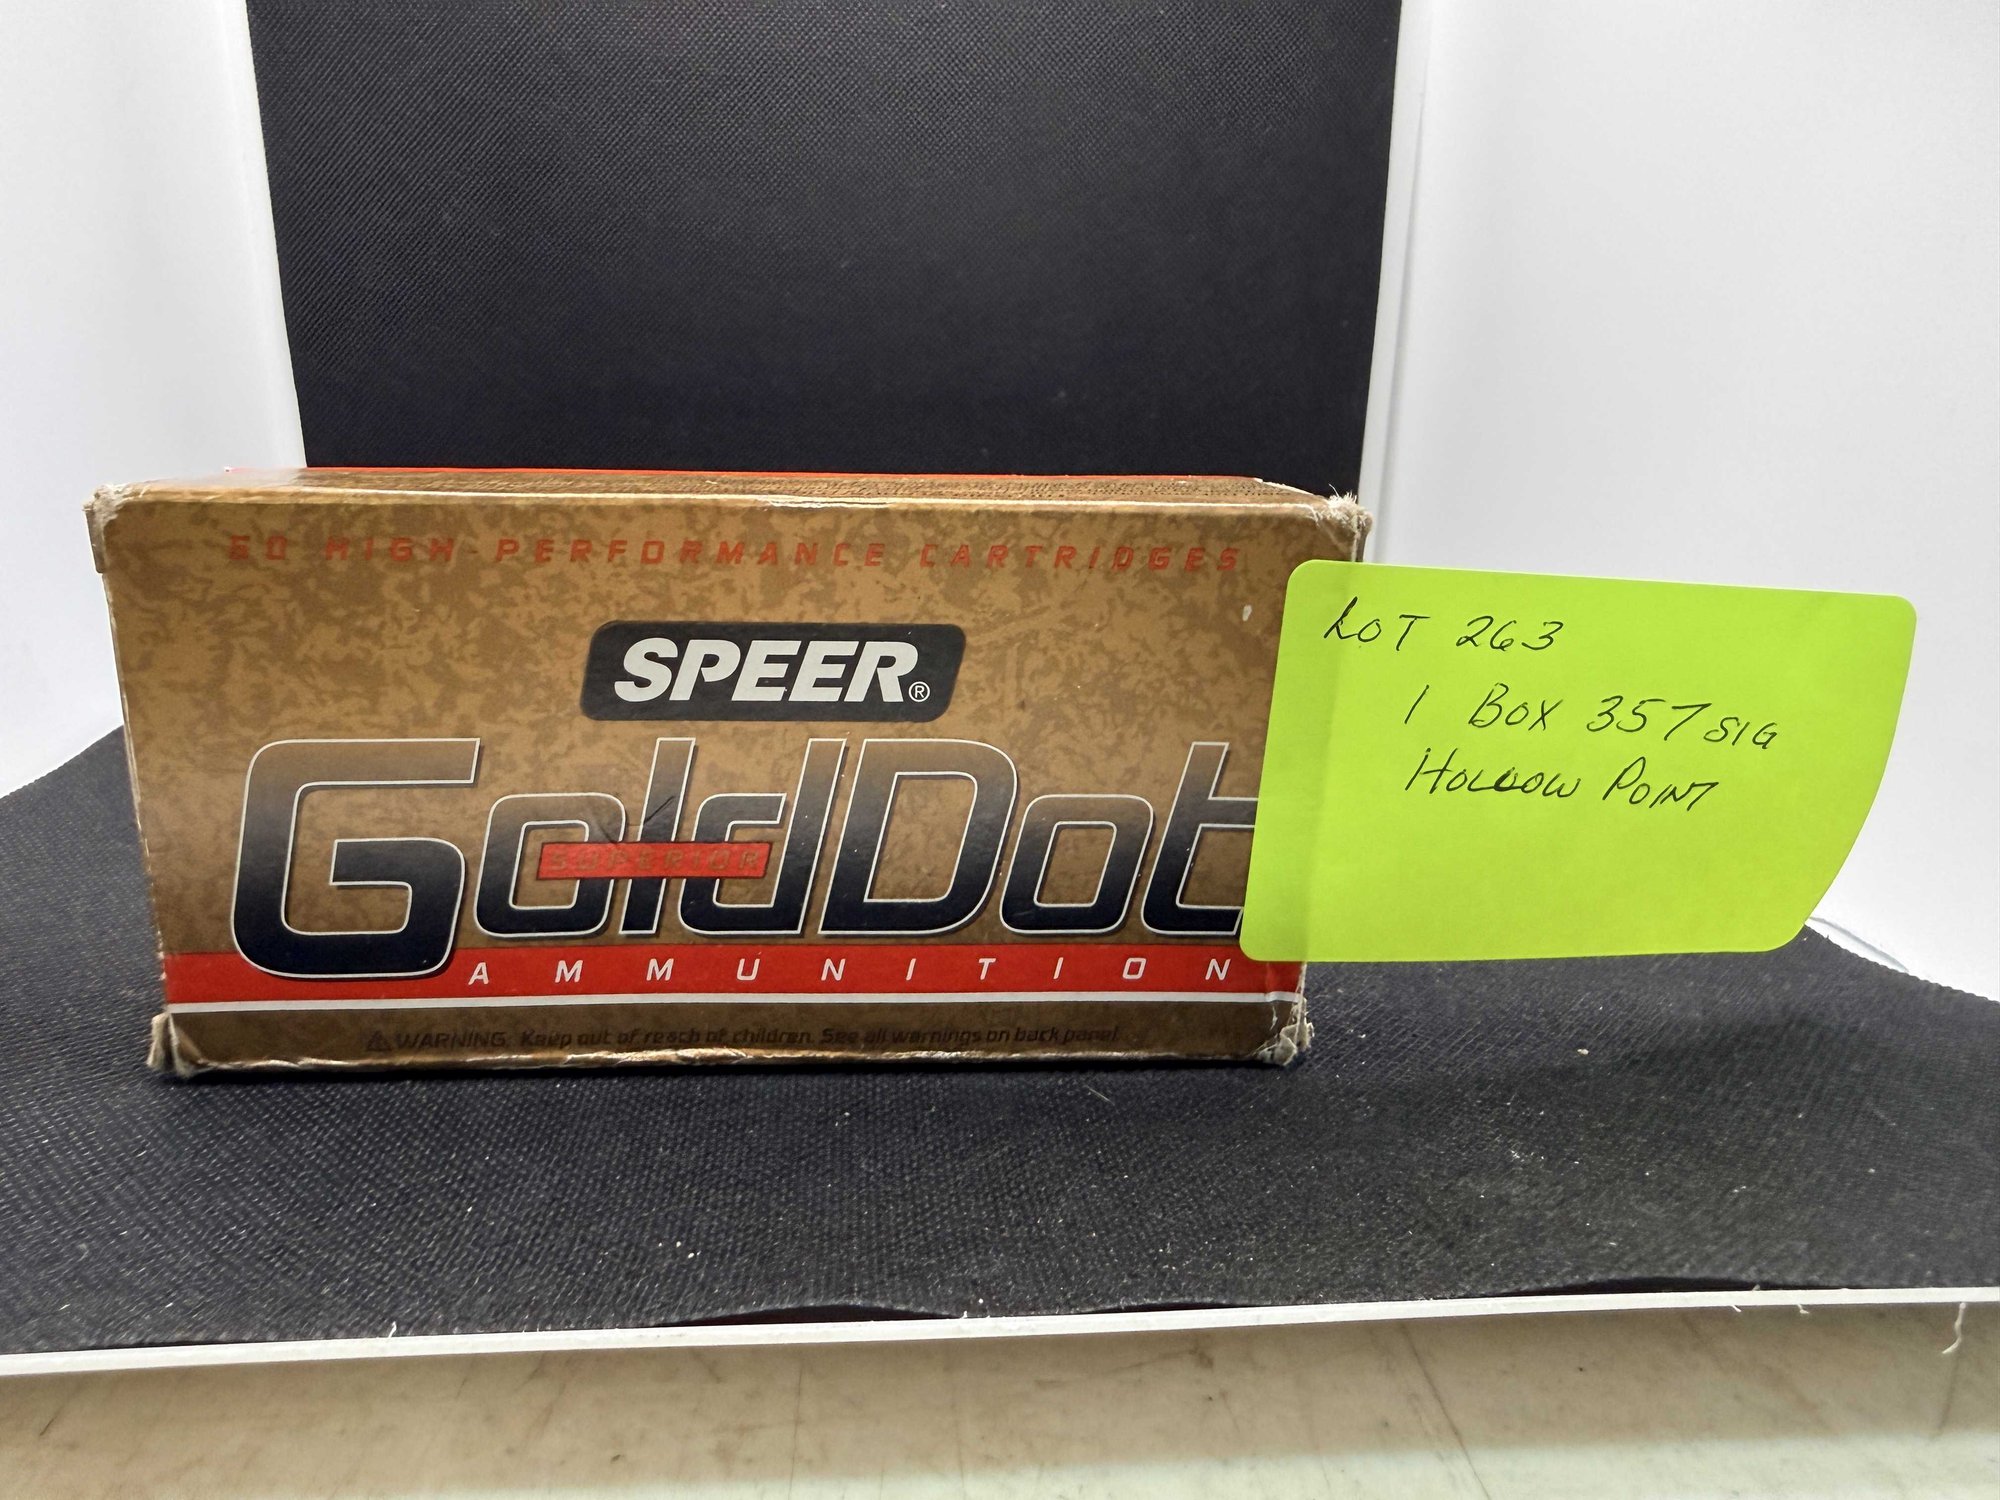 50 HIGH-PERFORMANCE CARTRIDGES
SPEER®
GoldDot
SUPERIOR
AMMUNITION
WARNING: Keep out of reach of children. See all warnings on back panel.
LOT 263
1 BOX 357 SIG
HOLLOW POINT